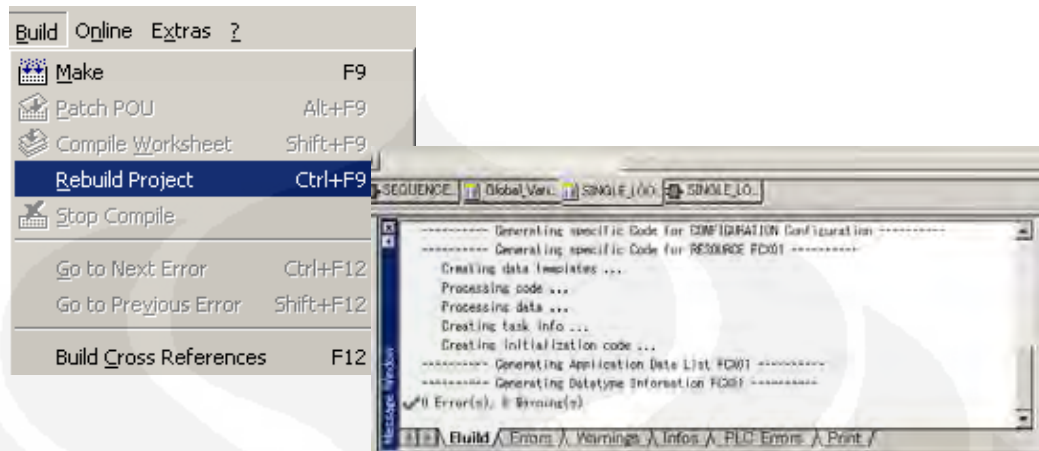 Build Online Extras ?
Make F9
Patch POU Alt+F9
Compile Worksheet Shift+F9
Rebuild Project Ctrl+F9
Stop Compile
Go to Next Error Ctrl+F12
Go to Previous Error Shift+F12
Build Cross References F12
SEQUENCE.. Global_Vari.. SINGLE_LOO.. SINGLE_LO..
---------- Generating specific Code for CONFIGURATION Configuration ----------
---------- Generating specific Code for RESOURCE FCX01 ----------
Creating data templates ...
Processing code ...
Processing data ...
Creating task info ...
Creating initialization code ...
---------- Generating Application Data List FCX01 ----------
---------- Generating Datatype Information FCX01 ----------
0 Error(s), 0 Warning(s)
Message Window
Build Errors Warnings Infos PLC Errors Print